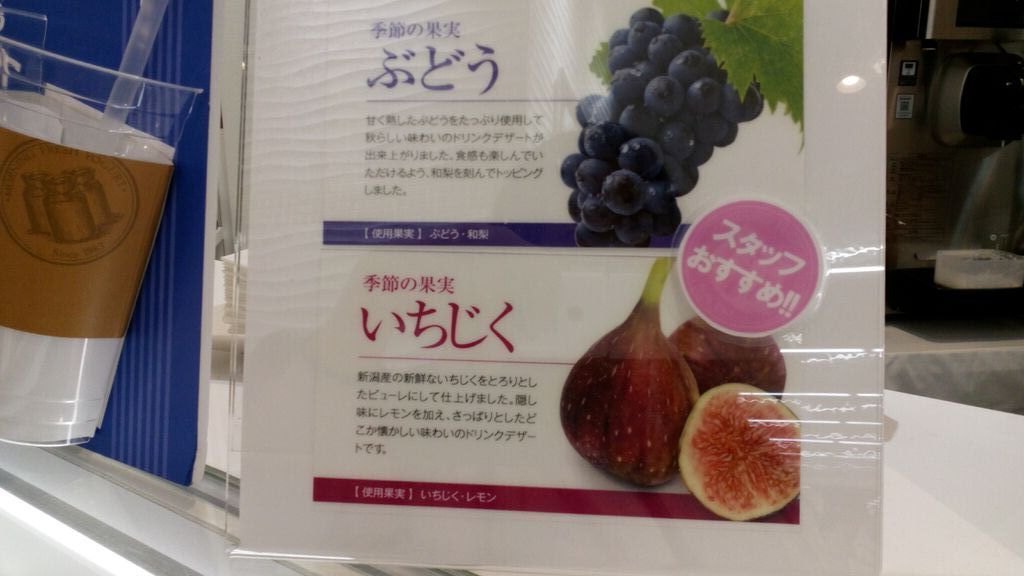 季節の果実
ぶどう
甘く熟したぶどうをたっぷり使用して
秋らしい味わいのドリンクデザートが
出来上がりました。食感も楽しんでい
ただけるよう、和梨を刻んでトッピング
しました。
【使用果実】ぶどう・和梨
スタッフ
おすすめ!!
季節の果実
いちじく
新潟産の新鮮ないちじくをとろりとし
たピューレにして仕上げました。隠し
味にレモンを加え、さっぱりとしたど
こか懐かしい味わいのドリンクデザー
トです。
【使用果実】いちじく・レモン